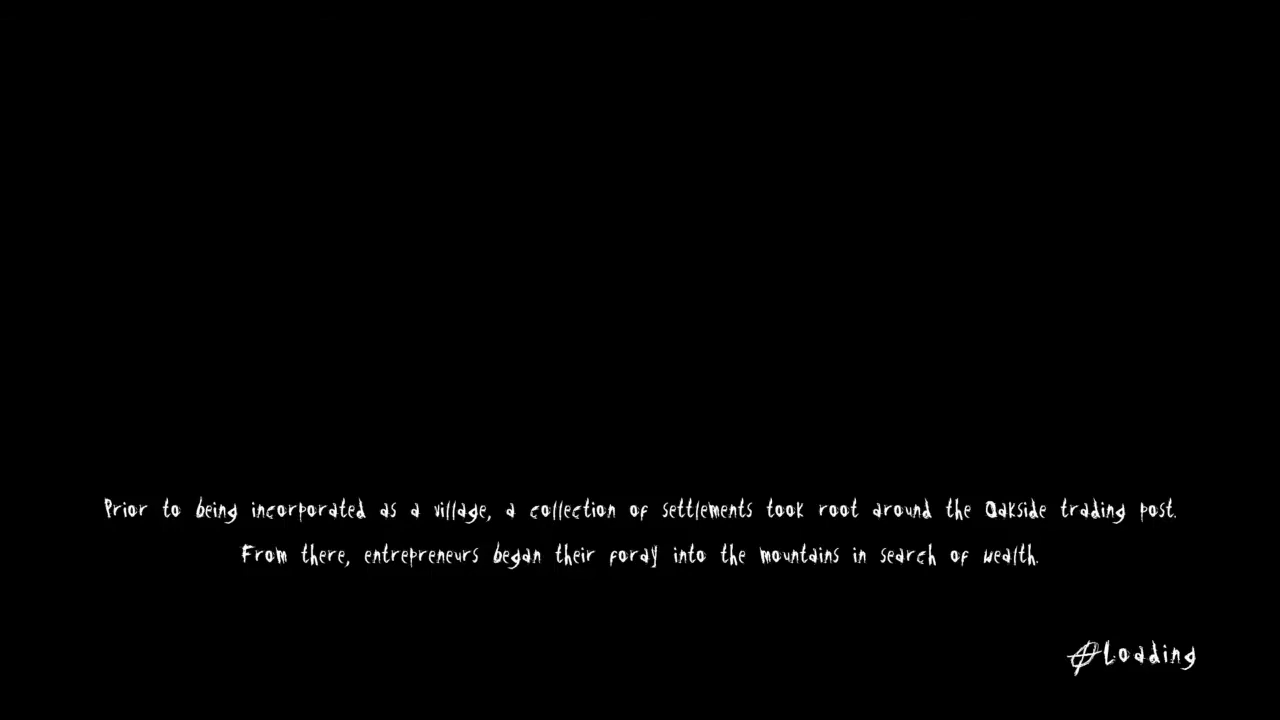 Prior to being incorporated as a village, a collection of settlements took root around the Oakside trading post.
From there, entrepreneurs began their foray into the mountains in search of wealth.
Loading